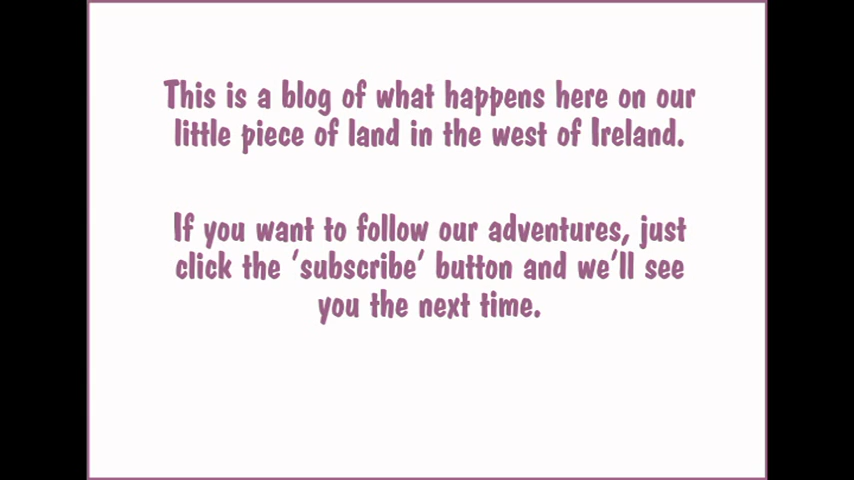 This is a blog of what happens here on our
little piece of land in the west of Ireland.
If you want to follow our adventures, just
click the ‘subscribe’ button and we’ll see
you the next time.